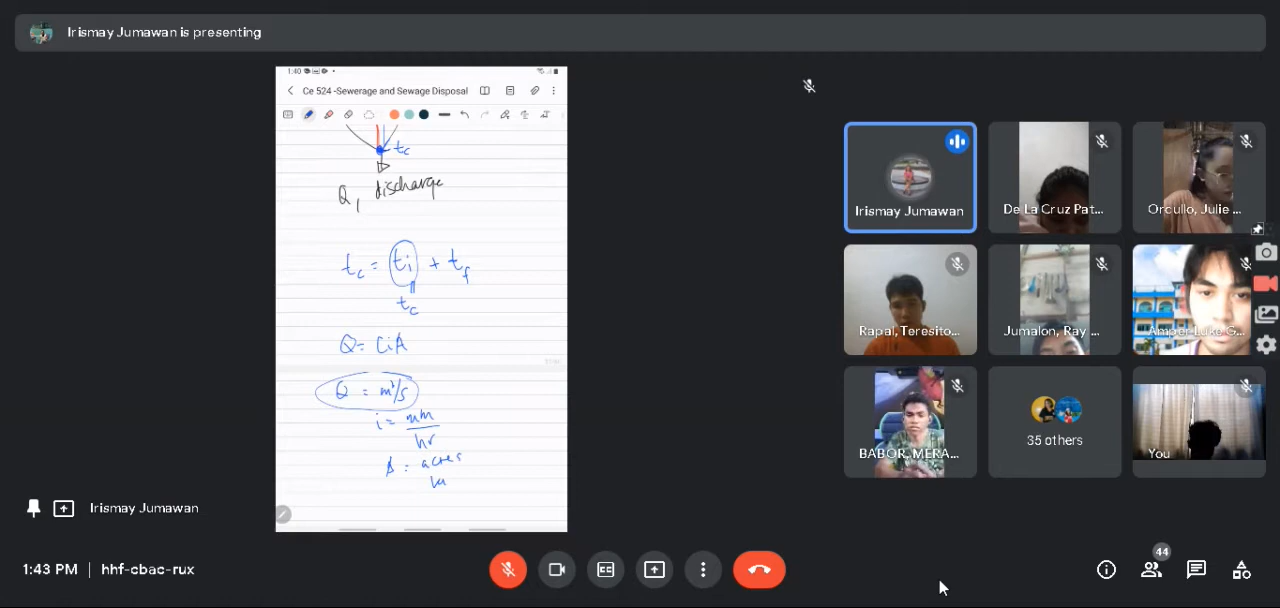 Irismay Jumawan is presenting
1:40
Ce 524 -Sewerage and Sewage Disposal
tc
Q, discharge
tc = ti + tf
tc
Q = CiA
Q = m³/s
i = mm
hr
A = acres
Irismay Jumawan
De La Cruz Pat...
Orcullo, Julie ...
Rapal, Teresito...
Jumalon, Ray ...
Amper Luke G...
BABOR, MERA...
35 others
You
Irismay Jumawan
1:43 PM | hhf-cbac-rux
44